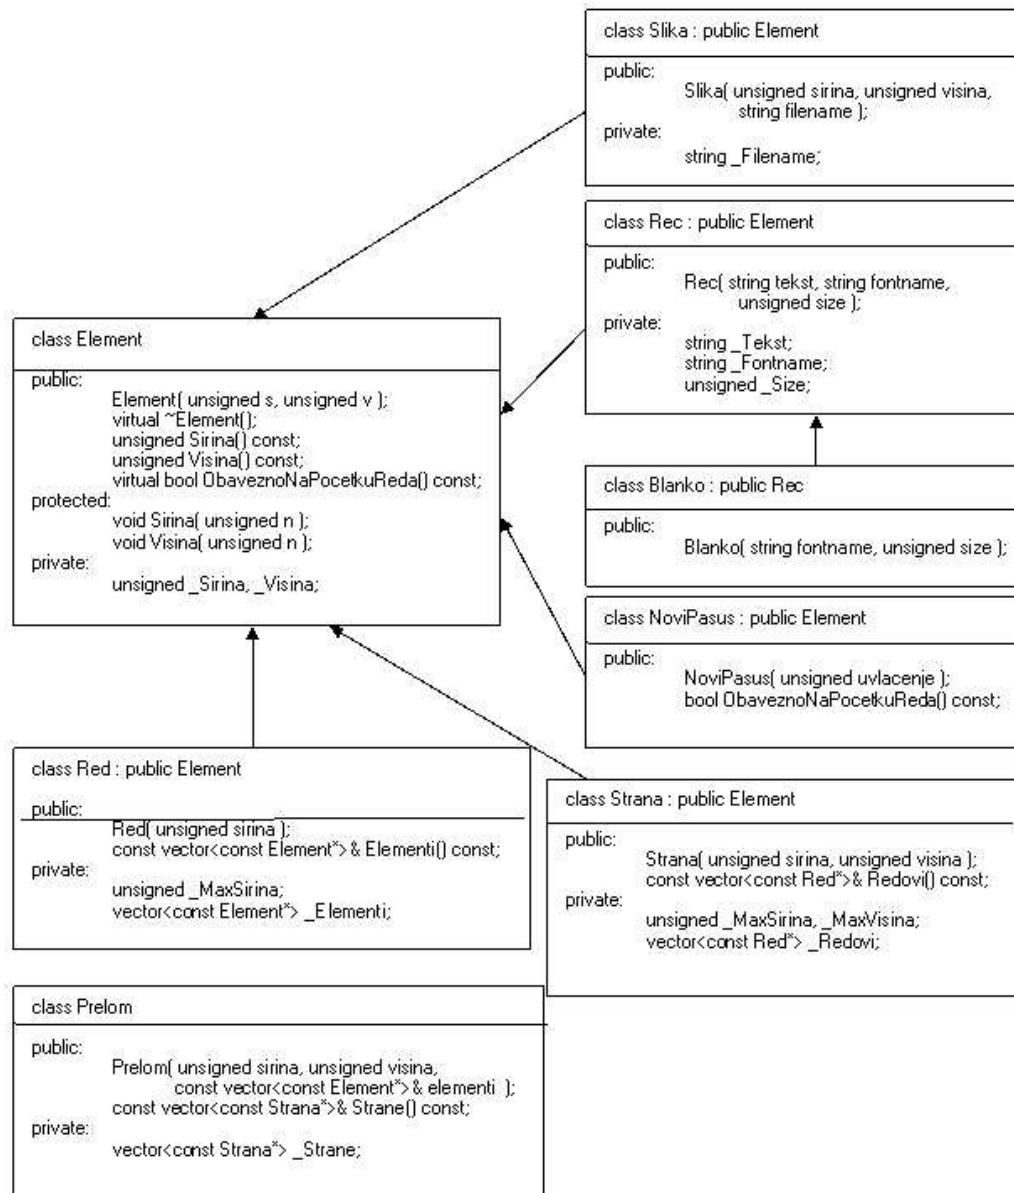 class Slika : public Element
public:
Slika( unsigned sirina, unsigned visina,
string filename );
private:
string _Filename;
class Rec : public Element
public:
Rec( string tekst, string fontname,
unsigned size );
private:
string _Tekst;
string _Fontname;
unsigned _Size;
class Element
public:
Element( unsigned s, unsigned v );
virtual ~Element();
unsigned Sirina() const;
unsigned Visina() const;
virtual bool ObaveznoNaPocetkuReda() const;
protected:
void Sirina( unsigned n );
void Visina( unsigned n );
private:
unsigned _Sirina, _Visina;
class Blanko : public Rec
public:
Blanko( string fontname, unsigned size );
class NoviPasus : public Element
public:
NoviPasus( unsigned uvlacenje );
bool ObaveznoNaPocetkuReda() const;
class Red : public Element
public:
Red( unsigned sirina );
const vector<const Element*>& Elementi() const;
private:
unsigned _MaxSirina;
vector<const Element*> _Elementi;
class Strana : public Element
public:
Strana( unsigned sirina, unsigned visina );
const vector<const Red*>& Redovi() const;
private:
unsigned _MaxSirina, _MaxVisina;
vector<const Red*> _Redovi;
class Prelom
public:
Prelom( unsigned sirina, unsigned visina,
const vector<const Element*>& elementi );
const vector<const Strana*>& Strane() const;
private:
vector<const Strana*> _Strane;